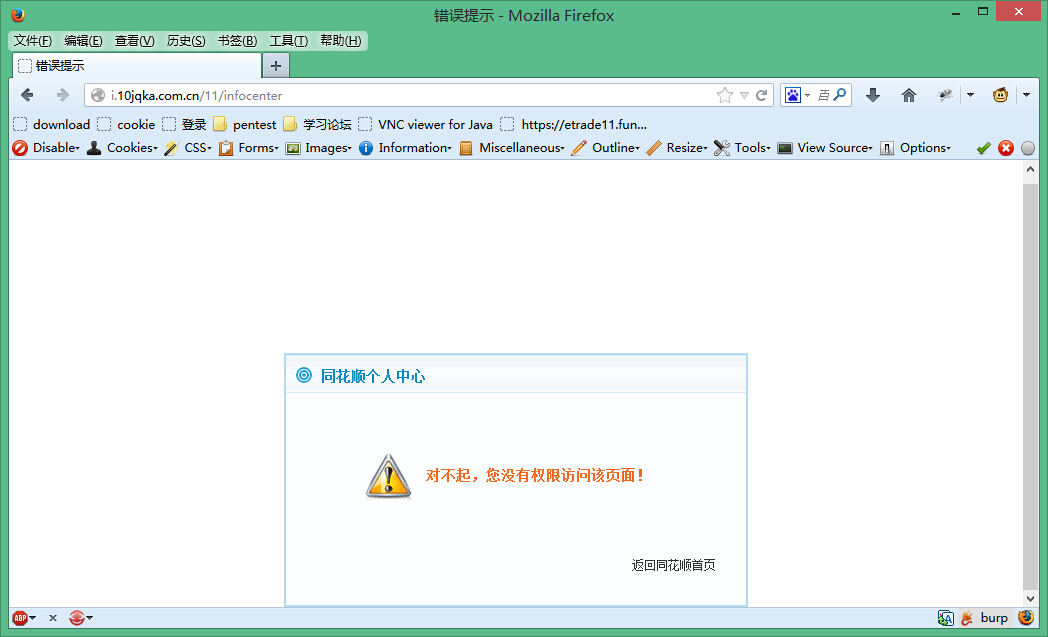 错误提示 - Mozilla Firefox
文件(F) 编辑(E) 查看(V) 历史(S) 书签(B) 工具(T) 帮助(H)
错误提示
i.10jqka.com.cn/11/infocenter
download cookie 登录 pentest 学习论坛 VNC viewer for Java https://etrade11.fun...
Disable Cookies CSS Forms Images Information Miscellaneous Outline Resize Tools View Source Options
同花顺个人中心
对不起，您没有权限访问该页面！
返回同花顺首页
ABP burp